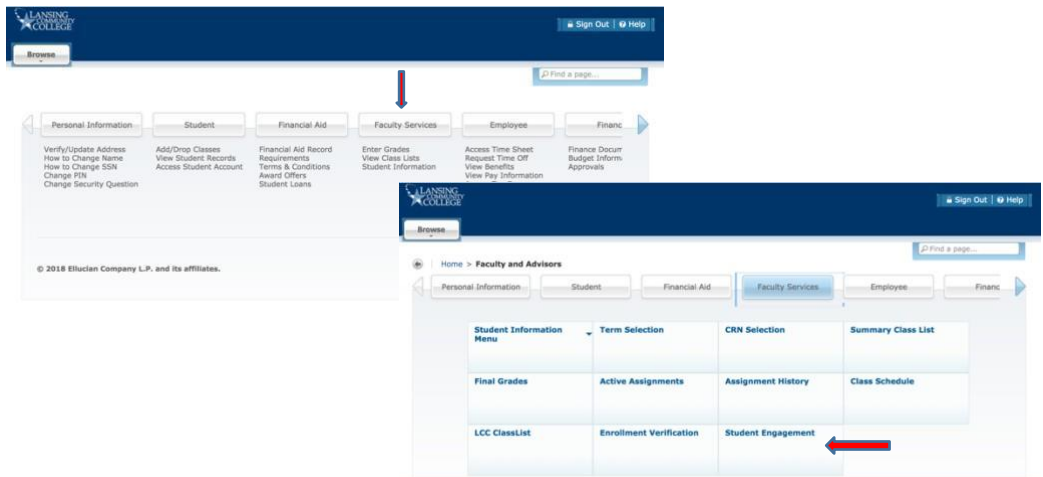 LANSING
COMMUNITY
COLLEGE
Sign Out | Help
Browse
Find a page...
Personal Information Student Financial Aid Faculty Services Employee Financ
Verify/Update Address
How to Change Name
How to Change SSN
Change PIN
Change Security Question
Add/Drop Classes
View Student Records
Access Student Account
Financial Aid Record
Requirements
Terms & Conditions
Award Offers
Student Loans
Enter Grades
View Class Lists
Student Information
Access Time Sheet
Request Time Off
View Benefits
View Pay Information
Finance Docum
Budget Inform
Approvals
© 2018 Ellucian Company L.P. and its affiliates.
LANSING
COMMUNITY
COLLEGE
Sign Out | Help
Browse
Find a page...
Home > Faculty and Advisors
Personal Information Student Financial Aid Faculty Services Employee Financ
Student Information
Menu
Term Selection
CRN Selection
Summary Class List
Final Grades
Active Assignments
Assignment History
Class Schedule
LCC ClassList
Enrollment Verification
Student Engagement